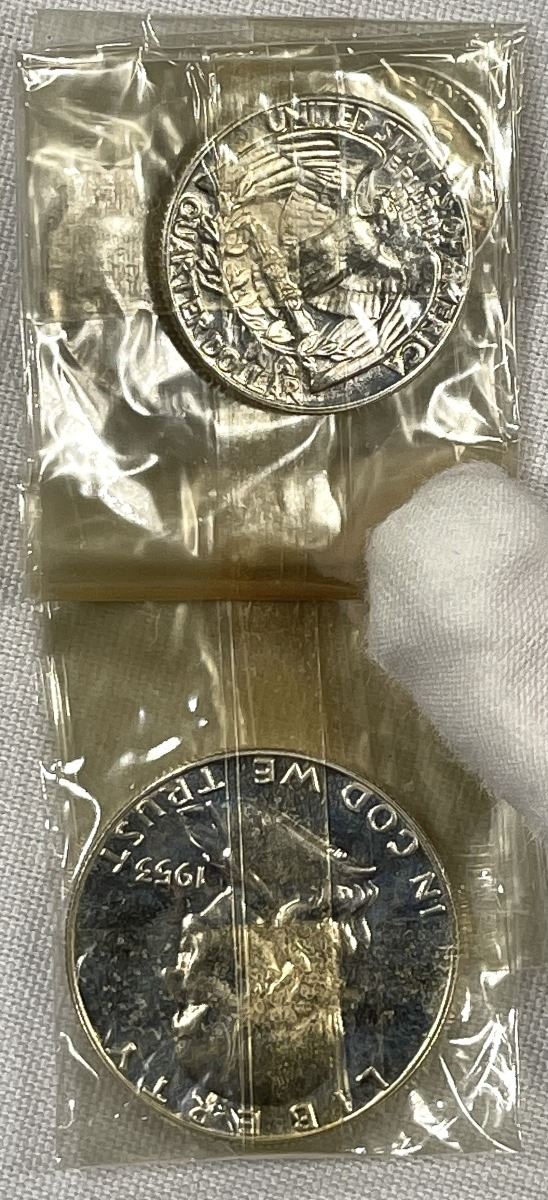 UNITED STATES OF AMERICA
QUARTER DOLLAR
IN GOD WE TRUST
1953
LIBERTY